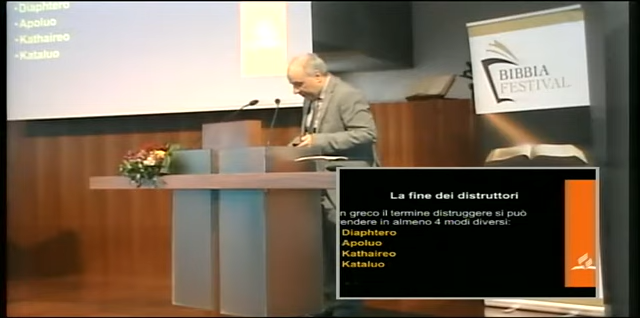 -Diaphtero
•Apoluo
•Kathaireo
•Kataluo
BIBBIA
FESTIVAL
La fine dei distruttori
n greco il termine distruggere si può
endere in almeno 4 modi diversi:
Diaphtero
Apoluo
Kathaireo
Kataluo